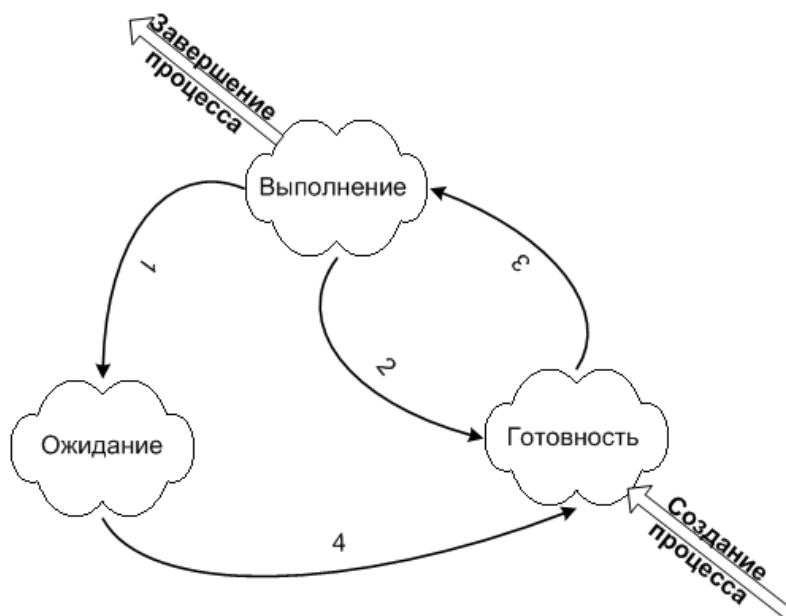 Завершение
процесса
Выполнение
1
3
2
Ожидание
Готовность
4
Создание
процесса